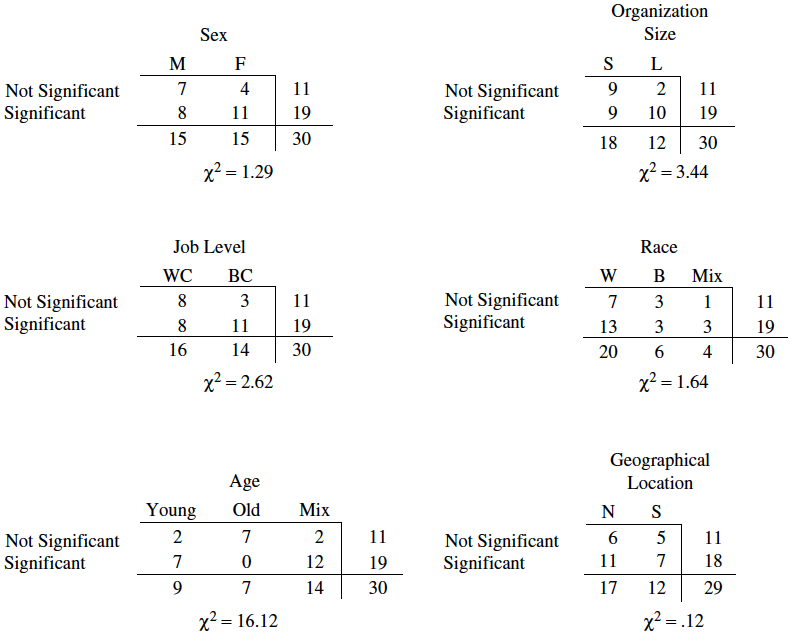 Sex
M F
Not Significant 7 4 11
Significant 8 11 19
15 15 30
χ² = 1.29
Organization
Size
S L
Not Significant 9 2 11
Significant 9 10 19
18 12 30
χ² = 3.44
Job Level
WC BC
Not Significant 8 3 11
Significant 8 11 19
16 14 30
χ² = 2.62
Race
W B Mix
Not Significant 7 3 1 11
Significant 13 3 3 19
20 6 4 30
χ² = 1.64
Age
Young Old Mix
Not Significant 2 7 2 11
Significant 7 0 12 19
9 7 14 30
χ² = 16.12
Geographical
Location
N S
Not Significant 6 5 11
Significant 11 7 18
17 12 29
χ² = .12